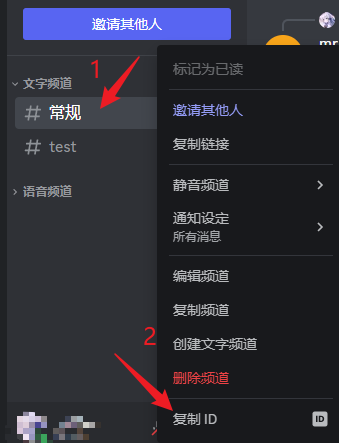 邀请其他人
mr
1
标记为已读
文字频道
邀请其他人
# 常规
复制链接
# test
静音频道
语音频道
通知设定
所有消息
编辑频道
复制频道
2
创建文字频道
删除频道
复制 ID
ID